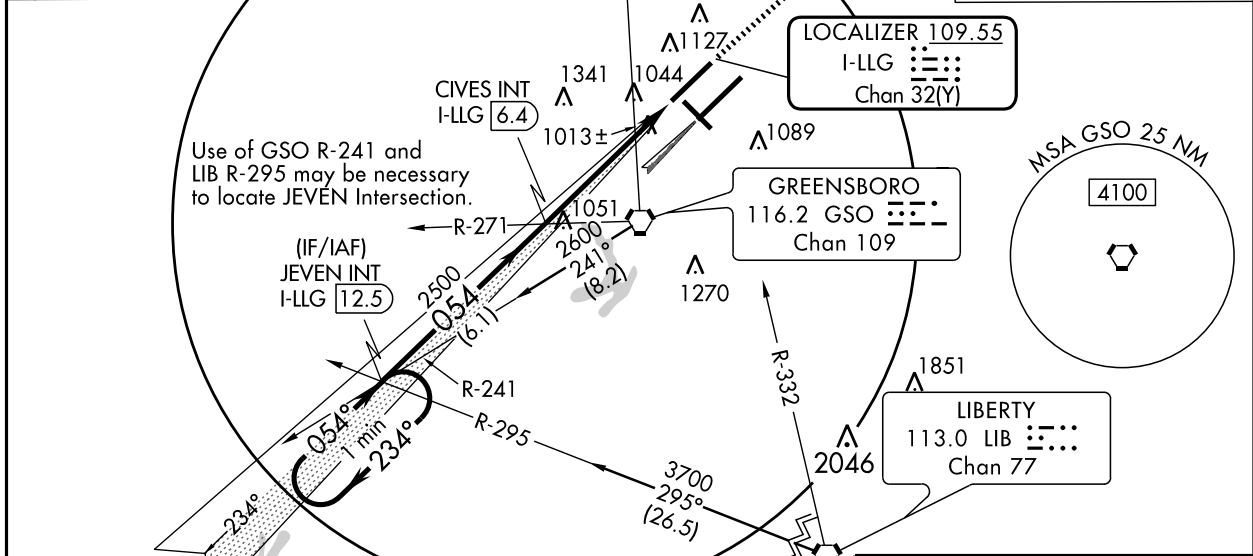 1127
LOCALIZER 109.55
I-LLG
Chan 32(Y)
1341
1044
CIVES INT
I-LLG 6.4
1013±
1089
MSA GSO 25 NM
4100
Use of GSO R-241 and
LIB R-295 may be necessary
to locate JEVEN Intersection.
GREENSBORO
116.2 GSO
Chan 109
1051
R-271
2600
241°
(8.2)
(IF/IAF)
JEVEN INT
I-LLG 12.5
2500
054
(6.1)
1270
R-332
1851
R-241
R-295
LIBERTY
113.0 LIB
Chan 77
054°
1 min
234°
2046
3700
295°
(26.5)
234°